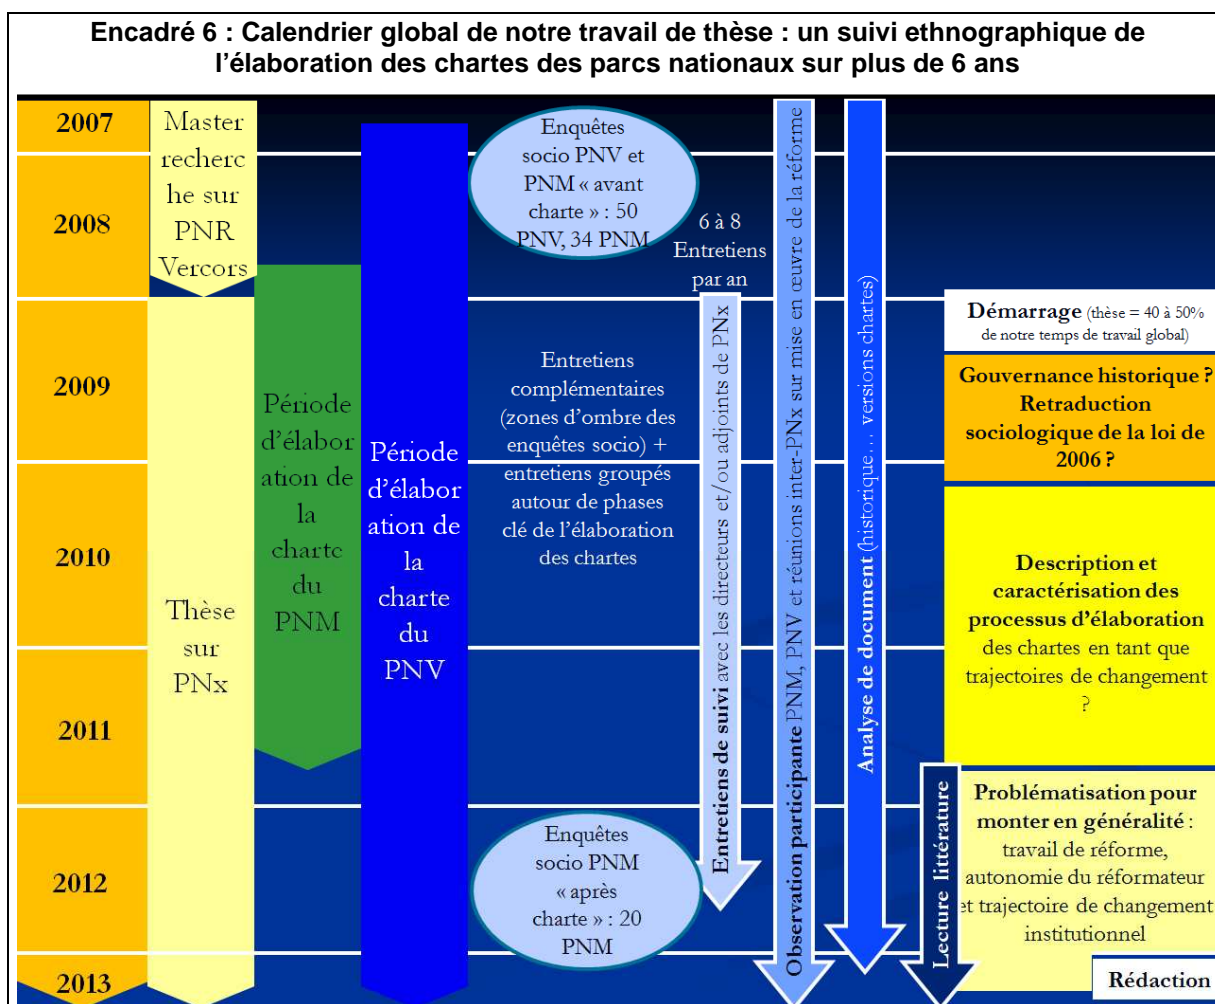 Encadré 6 : Calendrier global de notre travail de thèse : un suivi ethnographique de
l'élaboration des chartes des parcs nationaux sur plus de 6 ans
2007
2008
2009
2010
2011
2012
2013
Master
recherc
he sur
PNR
Vercors
Thèse
sur
PNx
Période
d'élabor
ation de
la
charte
du
PNM
Période
d'élabor
ation de
la
charte
du
PNV
Enquêtes
socio PNV et
PNM « avant
charte » : 50
PNV, 34 PNM
Entretiens
complémentaires
(zones d'ombre des
enquêtes socio) +
entretiens groupés
autour de phases
clé de l'élaboration
des chartes
Enquêtes
socio PNM
« après
charte » : 20
PNM
6 à 8
Entretiens
par an
Entretiens de suivi avec les directeurs et/ou adjoints de PNx
Observation participante PNM, PNV et réunions inter-PNx sur mise en œuvre de la réforme
Analyse de document (historique… versions chartes)
Lecture littérature
Démarrage (thèse = 40 à 50%
de notre temps de travail global)
Gouvernance historique ?
Retraduction
sociologique de la loi de
2006 ?
Description et
caractérisation des
processus d'élaboration
des chartes en tant que
trajectoires de changement
?
Problématisation pour
monter en généralité :
travail de réforme,
autonomie du réformateur
et trajectoire de changement
institutionnel
Rédaction